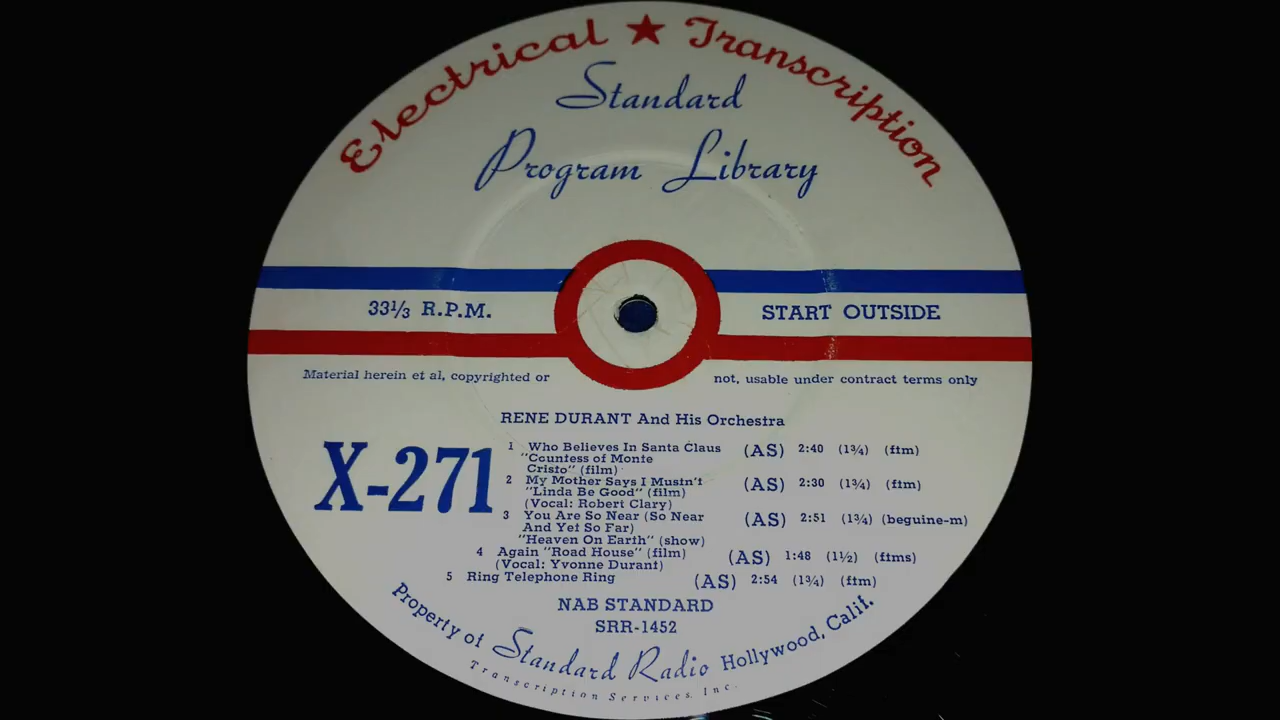 Electrical ★ Transcription
Standard
Program Library
33⅓ R.P.M. START OUTSIDE
Material herein et al, copyrighted or not, usable under contract terms only
RENE DURANT And His Orchestra
X-271
1 Who Believes In Santa Claus (AS) 2:40 (1¾) (ftm)
"Countess of Monte
Cristo" (film)
2 My Mother Says I Mustn't (AS) 2:30 (1¾) (ftm)
"Linda Be Good" (film)
(Vocal: Robert Clary)
3 You Are So Near (So Near (AS) 2:51 (1¾) (beguine-m)
And Yet So Far)
"Heaven On Earth" (show)
4 Again "Road House" (film) (AS) 1:48 (1½) (ftms)
(Vocal: Yvonne Durant)
5 Ring Telephone Ring (AS) 2:54 (1¾) (ftm)
NAB STANDARD
SRR-1452
Property of Standard Radio Hollywood, Calif.
Transcription Services, Inc.